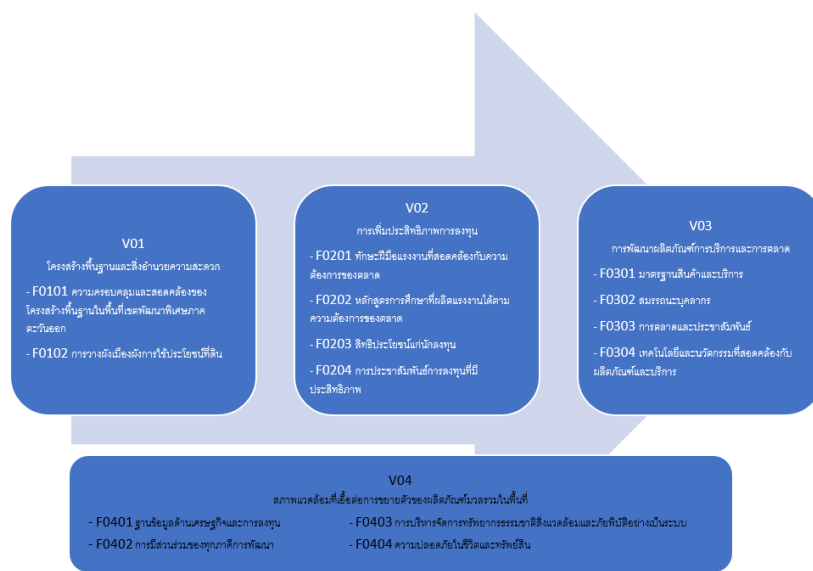 V01
โครงสร้างพื้นฐานและสิ่งอำนวยความสะดวก
- F0101 ความครอบคลุมและสอดคล้องของ
โครงสร้างพื้นฐานในพื้นที่เขตพัฒนาพิเศษภาค
ตะวันออก
- F0102 การวางผังเมืองผังการใช้ประโยชน์ที่ดิน
V02
การเพิ่มประสิทธิภาพการลงทุน
- F0201 ทักษะฝีมือแรงงานที่สอดคล้องกับความ
ต้องการของตลาด
- F0202 หลักสูตรการศึกษาที่ผลิตแรงงานได้ตาม
ความต้องการของตลาด
- F0203 สิทธิประโยชน์แก่นักลงทุน
- F0204 การประชาสัมพันธ์การลงทุนที่มี
ประสิทธิภาพ
V03
การพัฒนาผลิตภัณฑ์การบริการและการตลาด
- F0301 มาตรฐานสินค้าและบริการ
- F0302 สมรรถนะบุคลากร
- F0303 การตลาดและประชาสัมพันธ์
- F0304 เทคโนโลยีและนวัตกรรมที่สอดคล้องกับ
ผลิตภัณฑ์และบริการ
V04
สภาพแวดล้อมที่เอื้อต่อการขยายตัวของผลิตภัณฑ์มวลรวมในพื้นที่
- F0401 ฐานข้อมูลด้านเศรษฐกิจและการลงทุน
- F0402 การมีส่วนร่วมของทุกภาคีการพัฒนา
- F0403 การบริหารจัดการทรัพยากรธรรมชาติสิ่งแวดล้อมและภัยพิบัติอย่างเป็นระบบ
- F0404 ความปลอดภัยในชีวิตและทรัพย์สิน